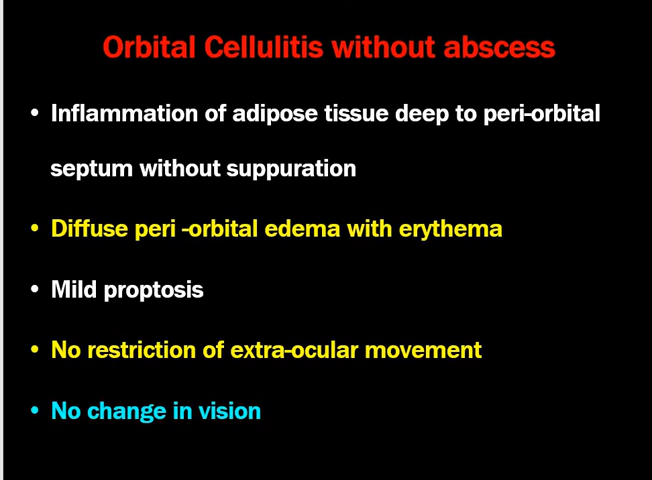 Orbital Cellulitis without abscess
• Inflammation of adipose tissue deep to peri-orbital
septum without suppuration
• Diffuse peri -orbital edema with erythema
• Mild proptosis
• No restriction of extra-ocular movement
• No change in vision